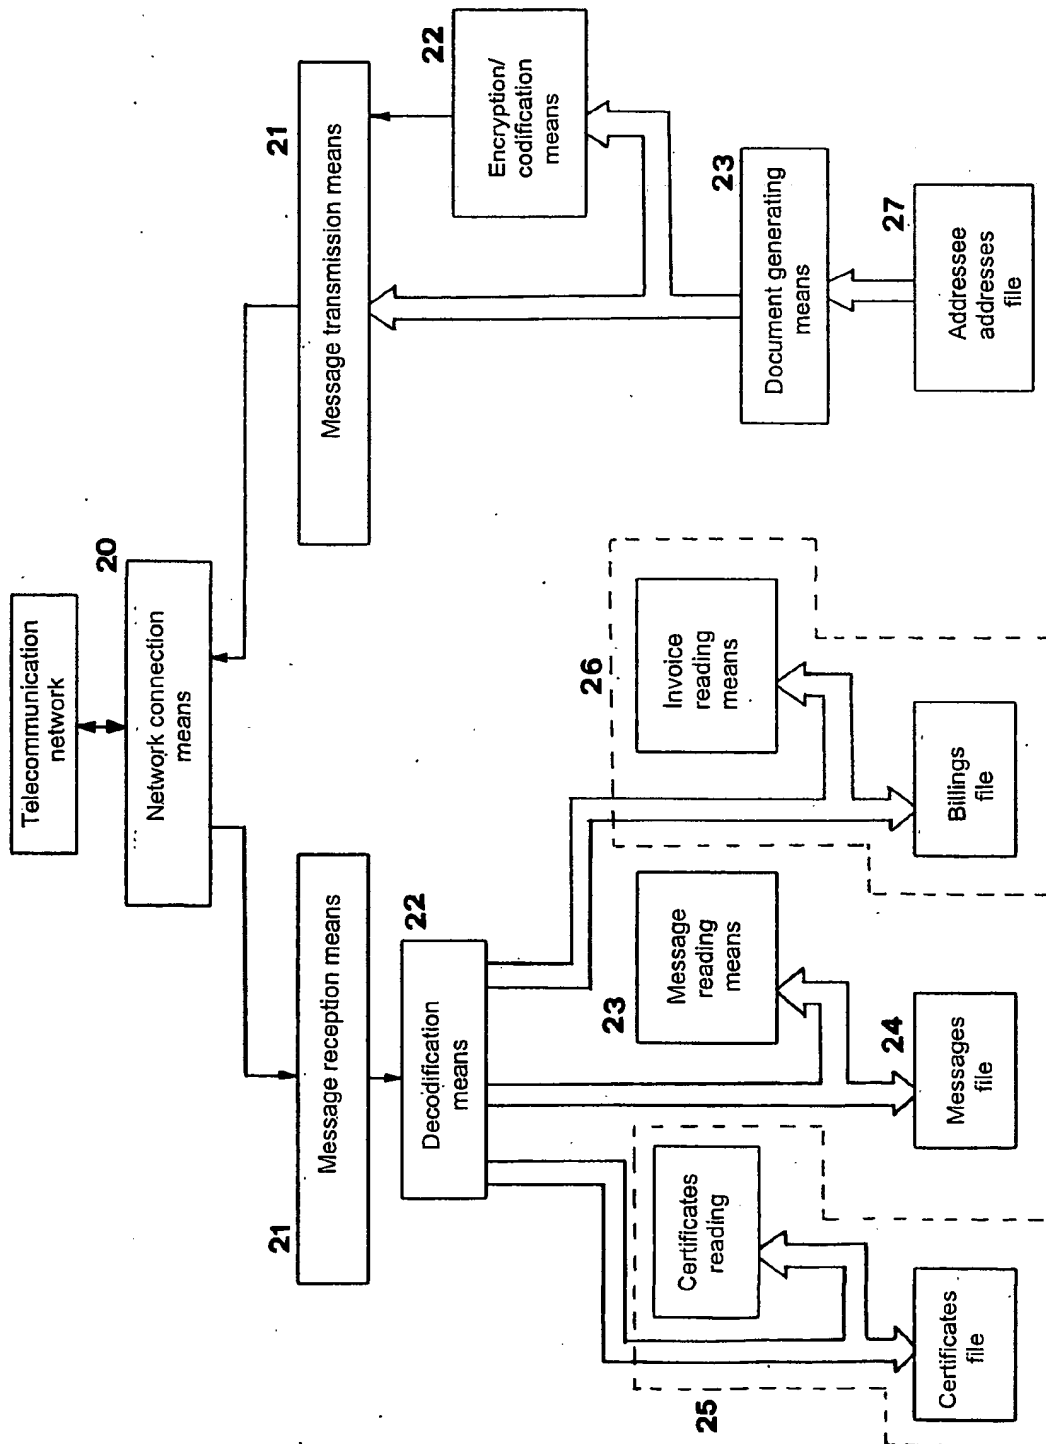 Telecommunication
network
20
Network connection
means
21
Message reception means
21
Message transmission means
22
Decodification
means
22
Encryption/
codification
means
25
Certificates
reading
23
Message
reading
means
26
Invoice
reading
means
23
Document generating
means
Certificates
file
24
Messages
file
Billings
file
27
Addressee
addresses
file